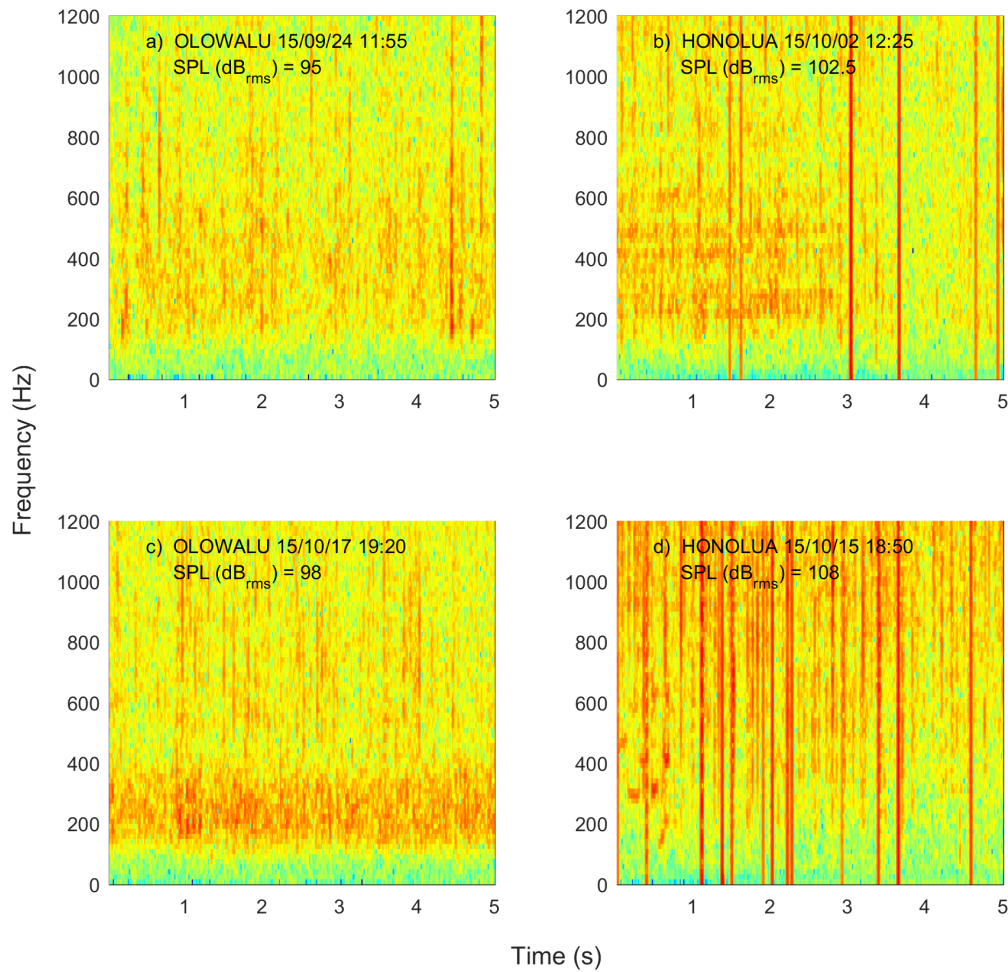 1200
1000
800
600
400
200
0
1 2 3 4 5
a) OLOWALU 15/09/24 11:55
SPL (dBrms) = 95
1200
1000
800
600
400
200
0
1 2 3 4 5
b) HONOLUA 15/10/02 12:25
SPL (dBrms) = 102.5
Frequency (Hz)
1200
1000
800
600
400
200
0
1 2 3 4 5
c) OLOWALU 15/10/17 19:20
SPL (dBrms) = 98
1200
1000
800
600
400
200
0
1 2 3 4 5
d) HONOLUA 15/10/15 18:50
SPL (dBrms) = 108
Time (s)